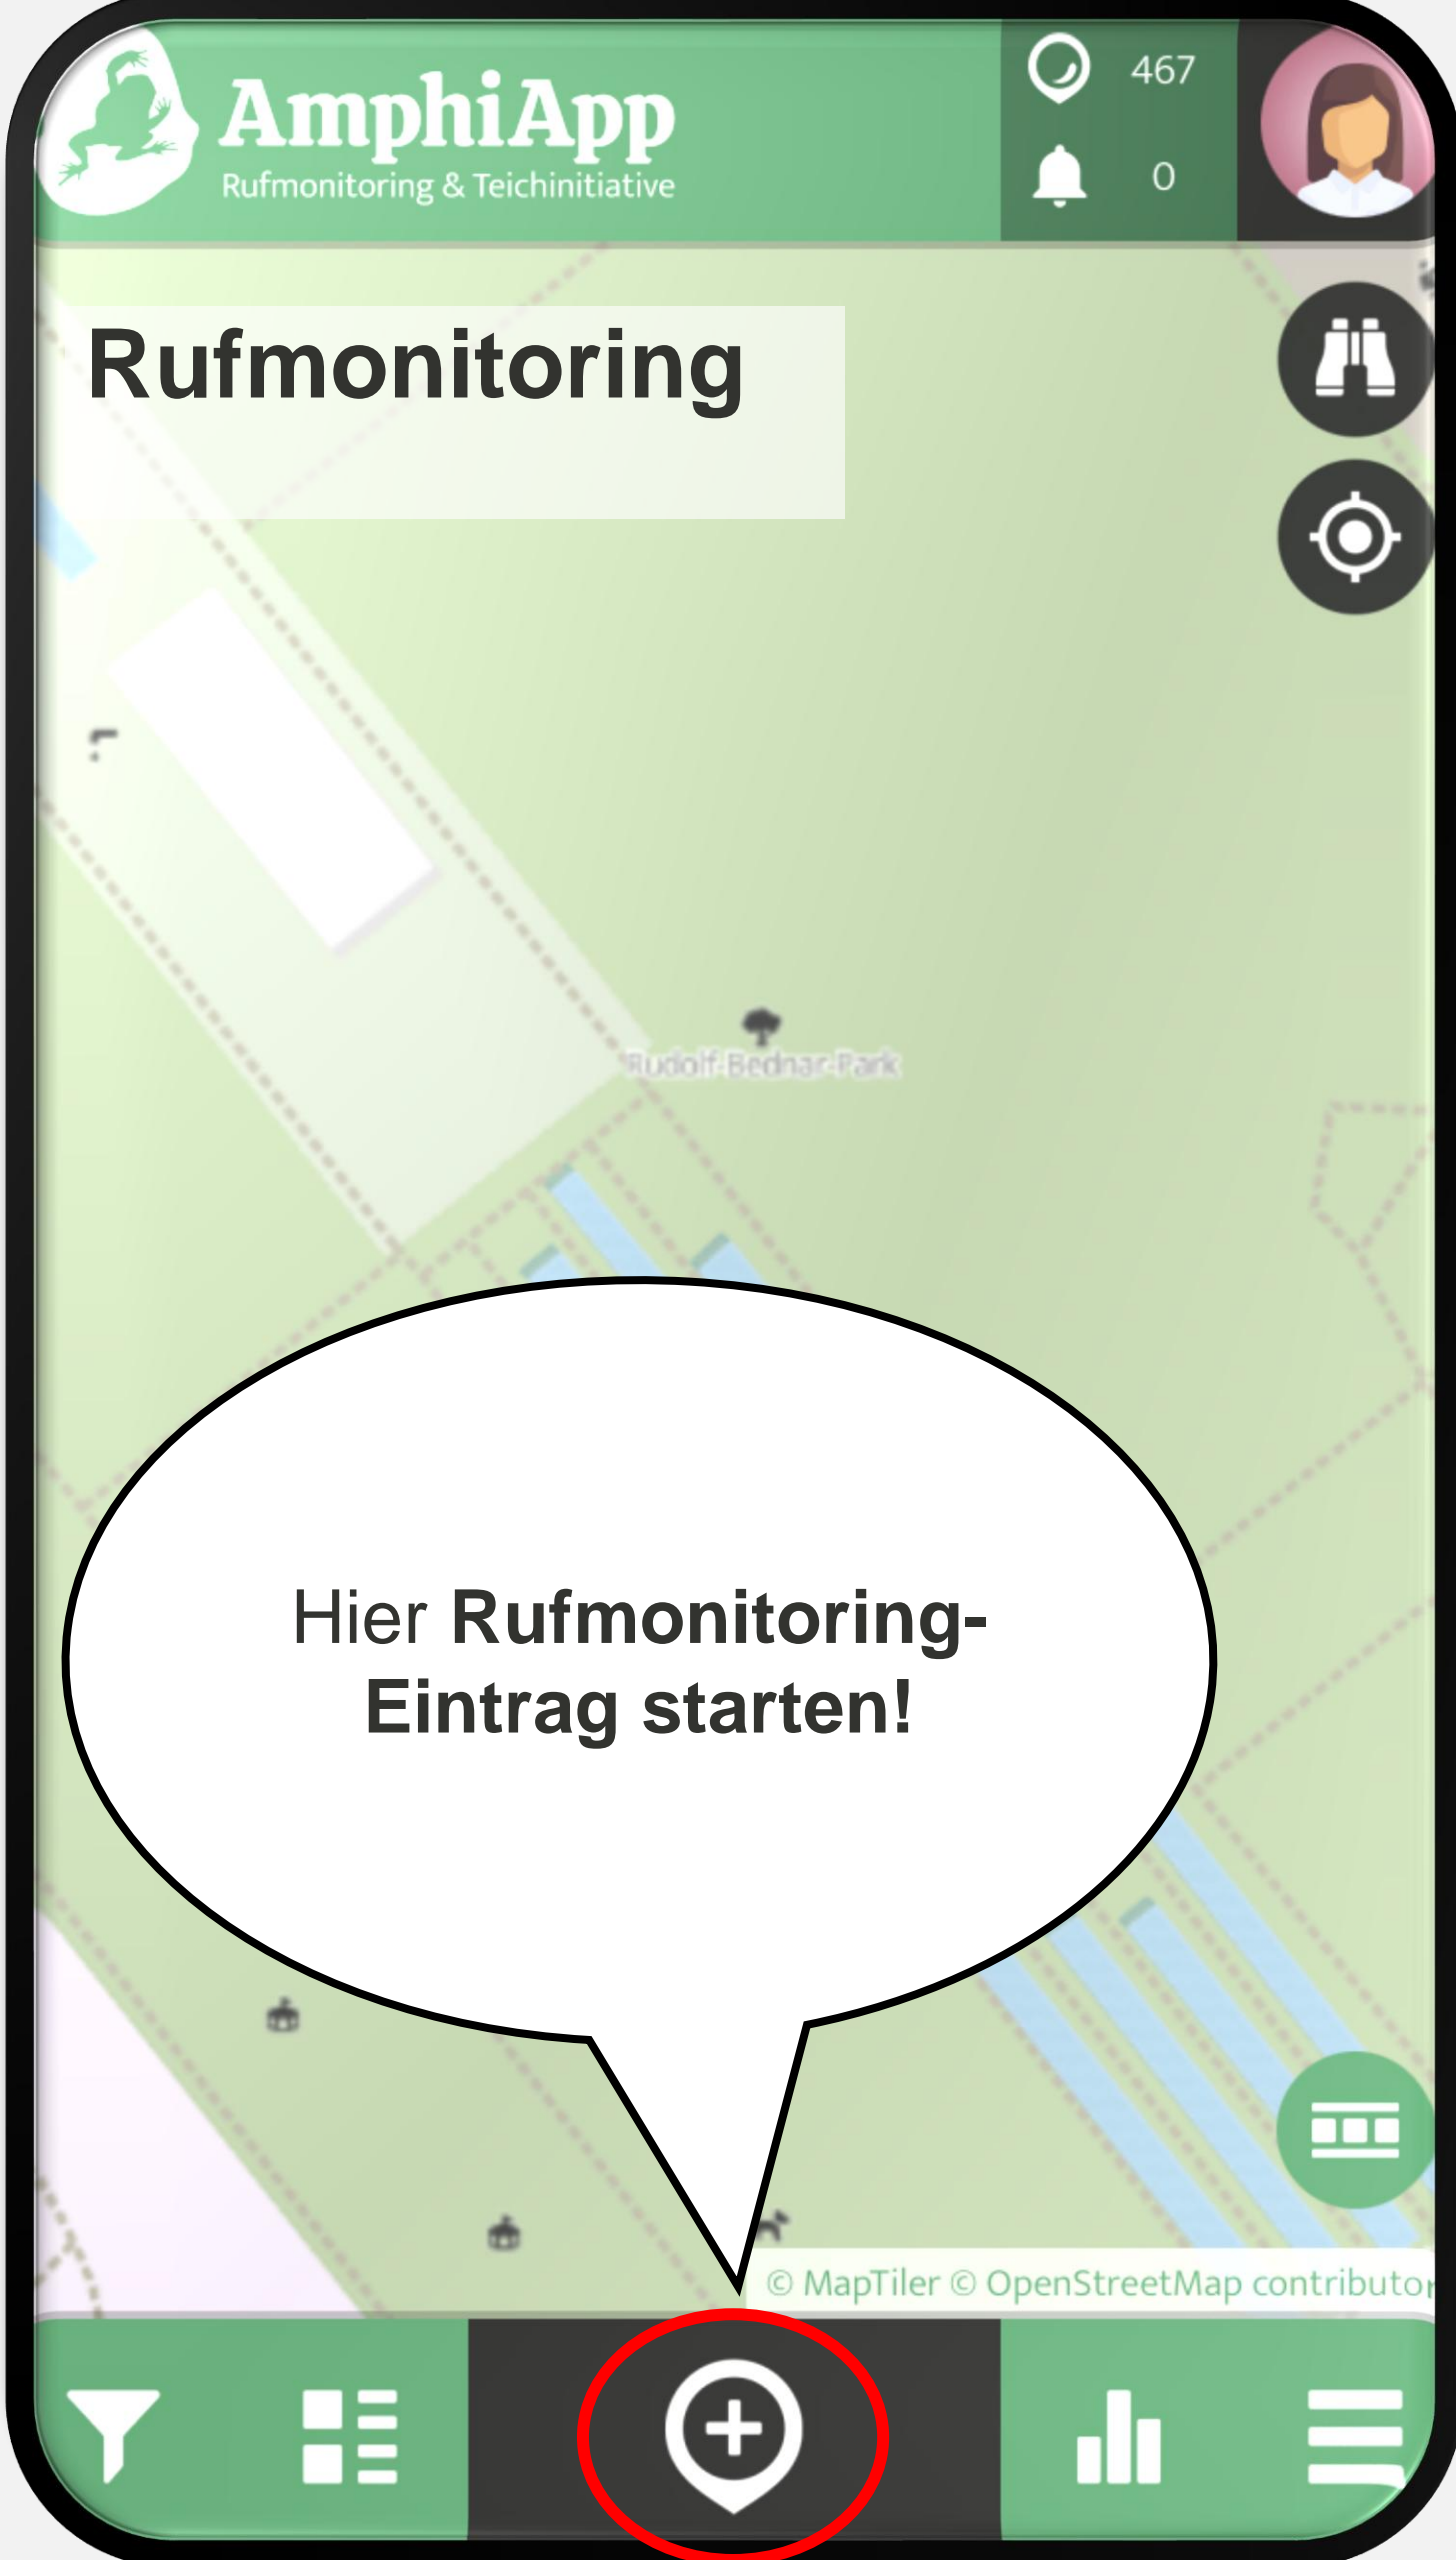 AmphiApp
Rufmonitoring & Teichinitiative
467
0
Rufmonitoring
Rudolf-Bednar-Park
Hier Rufmonitoring-
Eintrag starten!
© MapTiler © OpenStreetMap contributor